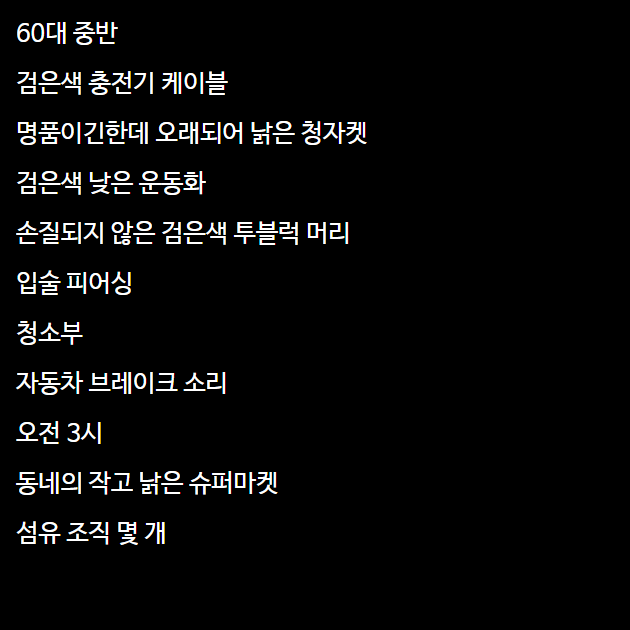 60대 중반
검은색 충전기 케이블
명품이긴한데 오래되어 낡은 청자켓
검은색 낮은 운동화
손질되지 않은 검은색 투블럭 머리
입술 피어싱
청소부
자동차 브레이크 소리
오전 3시
동네의 작고 낡은 슈퍼마켓
섬유 조직 몇 개